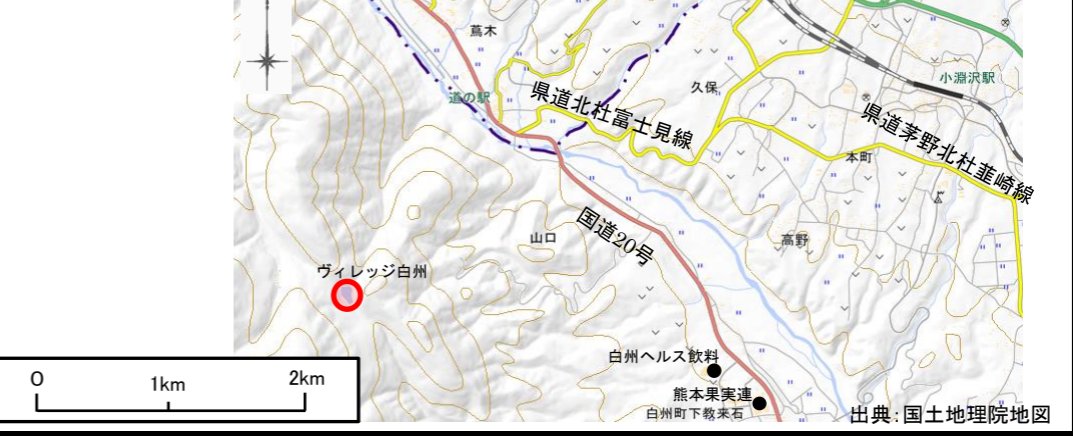 蔦木
小淵沢駅
久保
道の駅
県道北杜富士見線
県道茅野北杜韮崎線
本町
国道20号
山口
高野
ヴィレッジ白州
白州ヘルス飲料
0 1km 2km
熊本果実連
白州町下教来石
出典:国土地理院地図